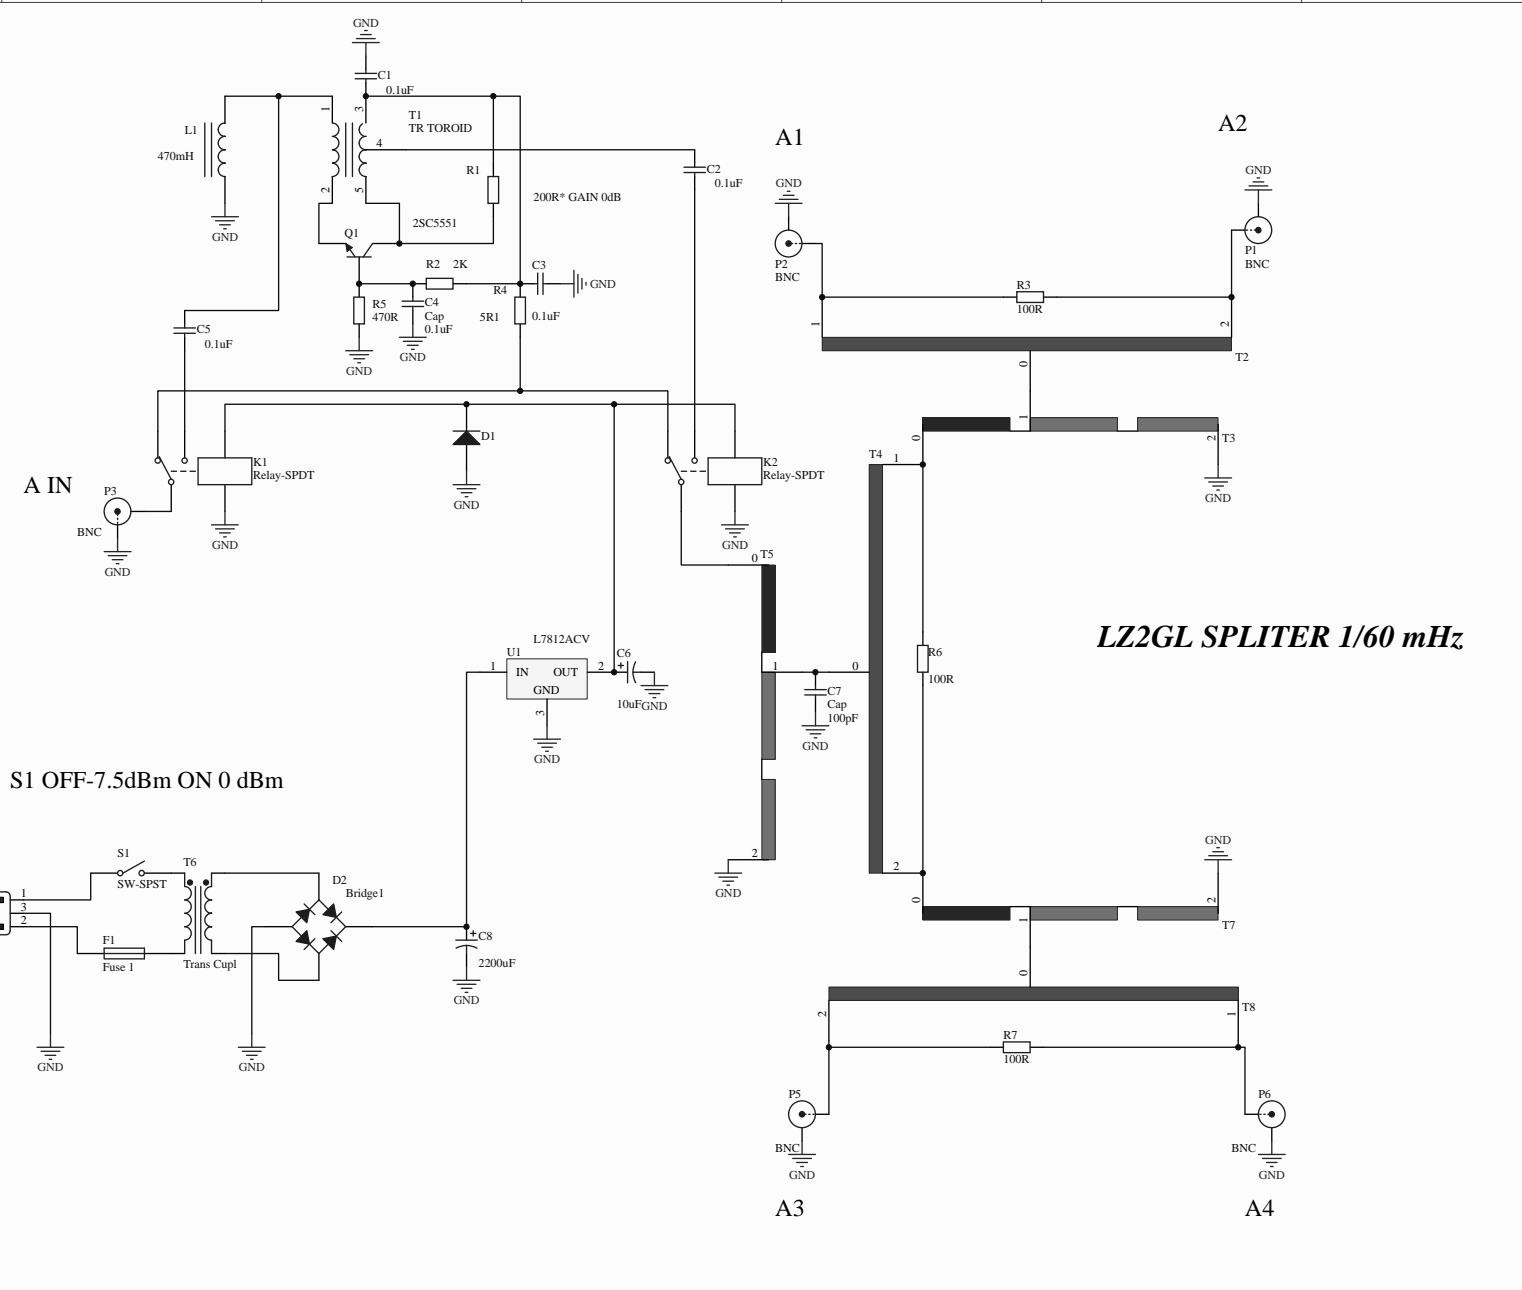 GND
C1
0.1uF
1
3
T1
TR TOROID
L1
470mH
4
2
5
R1
200R* GAIN 0dB
C2
0.1uF
2SC5551
GND
Q1
R2 2K
C3
GND
R4
R5
470R
C4
Cap
0.1uF
5R1
0.1uF
GND
GND
C5
0.1uF
A1
A2
GND
GND
P2
BNC
P1
BNC
R3
100R
1
2
T2
0
1
0
2
T3
GND
D1
GND
K1
Relay-SPDT
GND
K2
Relay-SPDT
GND
A IN
P3
BNC
GND
T4
1
0 T5
1
0
R6
100R
C7
Cap
100pF
GND
2
GND
2
LZ2GL SPLITER 1/60 mHz
L7812ACV
U1
1
IN OUT
GND
2
3
GND
C6
+
10uF
GND
S1 OFF-7.5dBm ON 0 dBm
S1
SW-SPST
T6
1
3
2
F1
Fuse 1
Trans Cupl
D2
Bridge1
+
C8
2200uF
GND
GND
GND
GND
0
1
2
T7
0
2
1
T8
R7
100R
P5
P6
BNC
GND
BNC
GND
A3
A4